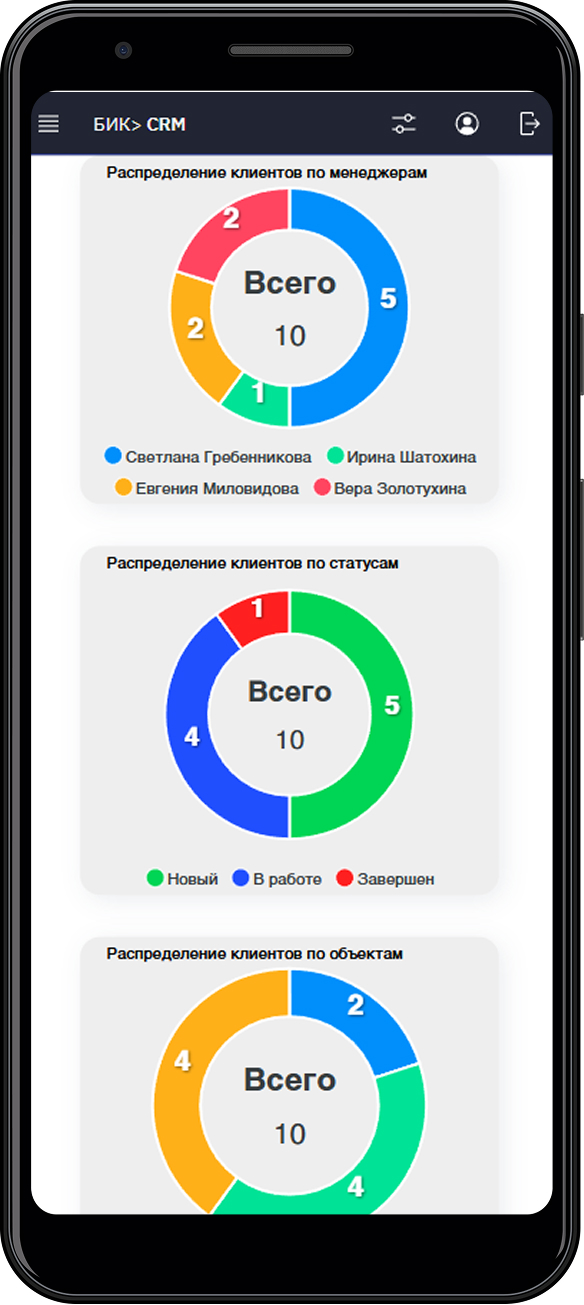 БИК> CRM
Распределение клиентов по менеджерам
2
5
Всего
10
2
1
Светлана Гребенникова Ирина Шатохина
Евгения Миловидова Вера Золотухина
Распределение клиентов по статусам
1
5
Всего
10
4
Новый В работе Завершен
Распределение клиентов по объектам
2
4
Всего
10
4